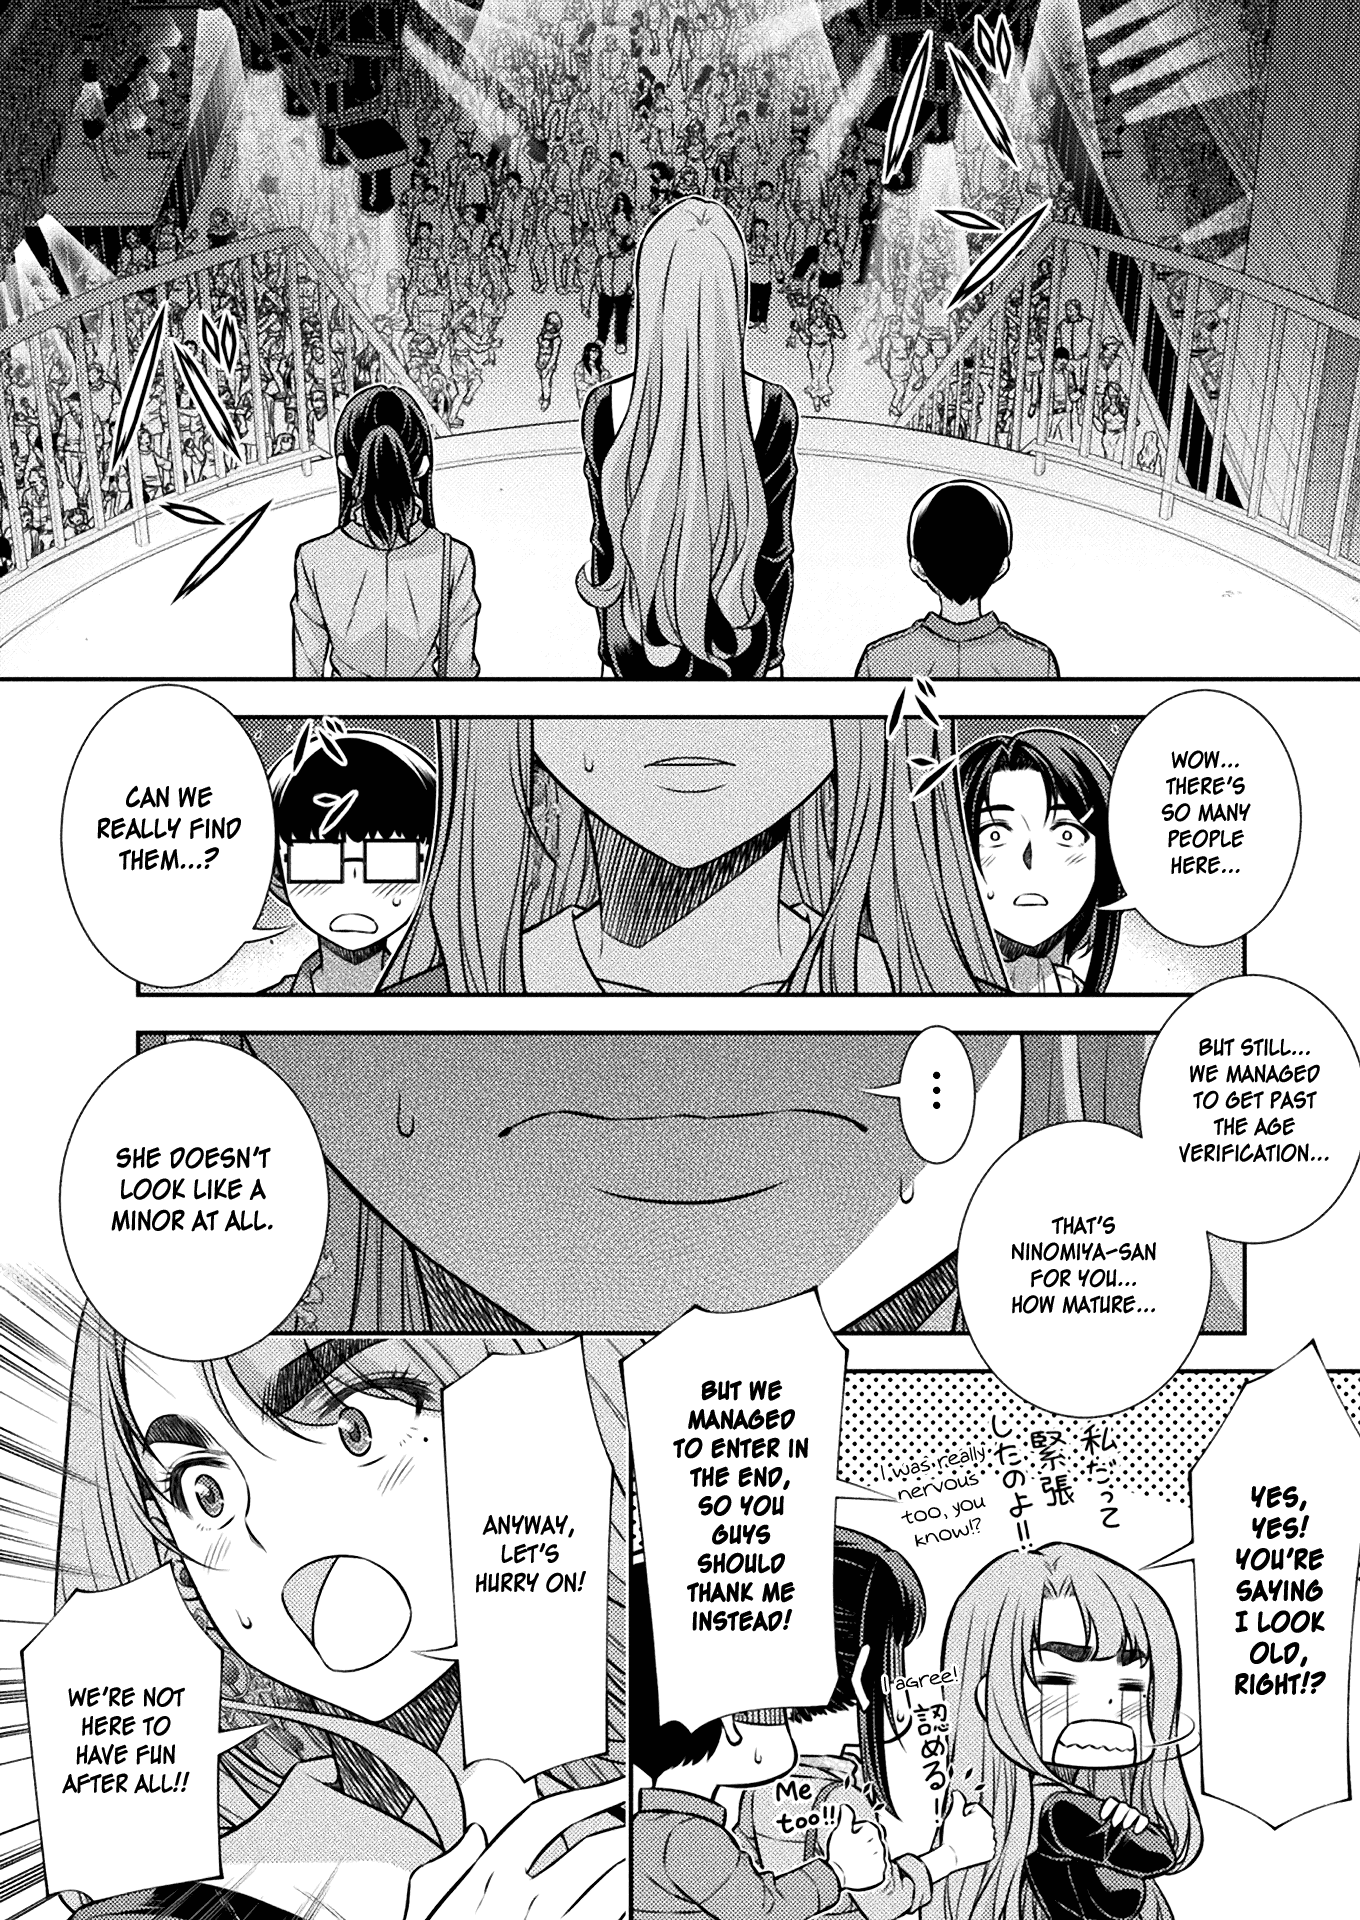 WOW...
THERE'S
SO MANY
PEOPLE
HERE...
CAN WE
REALLY FIND
THEM...?
BUT STILL...
WE MANAGED
TO GET PAST
THE AGE
VERIFICATION...
THAT'S
NINOMIYA-SAN
FOR YOU...
HOW MATURE...
...
SHE DOESN'T
LOOK LIKE A
MINOR AT ALL.
YES,
YES!
YOU'RE
SAYING
I LOOK
OLD,
RIGHT!?
私だって
緊張
したのよ!!
I was really
nervous
too, you
know!?
BUT WE
MANAGED
TO ENTER IN
THE END,
SO YOU
GUYS
SHOULD
THANK ME
INSTEAD!
I agree!
認める!
Me
too!!
ANYWAY,
LET'S
HURRY ON!
WE'RE NOT
HERE TO
HAVE FUN
AFTER ALL!!